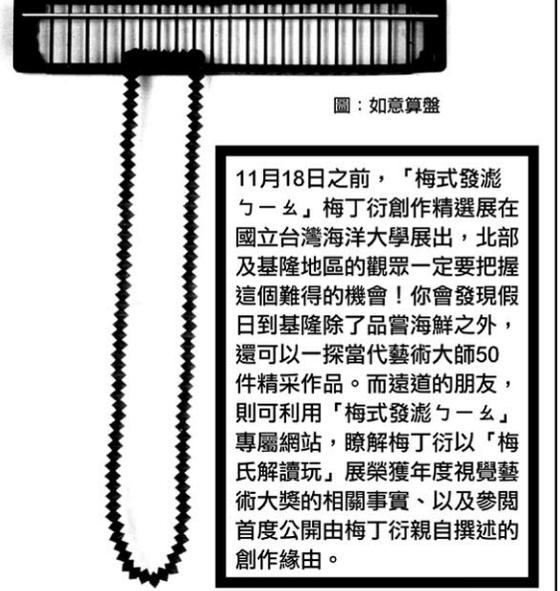 圖：如意算盤
11月18日之前，「梅式發滮
ㄅㄧㄠ」梅丁衍創作精選展在
國立台灣海洋大學展出，北部
及基隆地區的觀眾一定要把握
這個難得的機會！你會發現假
日到基隆除了品嘗海鮮之外，
還可以一探當代藝術大師50
件精采作品。而遠道的朋友，
則可利用「梅式發滮ㄅㄧㄠ」
專屬網站，瞭解梅丁衍以「梅
氏解讀玩」展榮獲年度視覺藝
術大獎的相關事實、以及參閱
首度公開由梅丁衍親自撰述的
創作緣由。